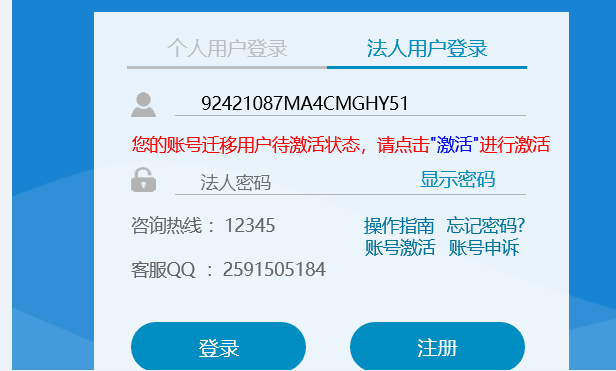 个人用户登录 法人用户登录
92421087MA4CMGHY51
您的账号迁移用户待激活状态，请点击"激活"进行激活
法人密码 显示密码
咨询热线： 12345 操作指南 忘记密码?
账号激活 账号申诉
客服QQ ：2591505184
登录 注册